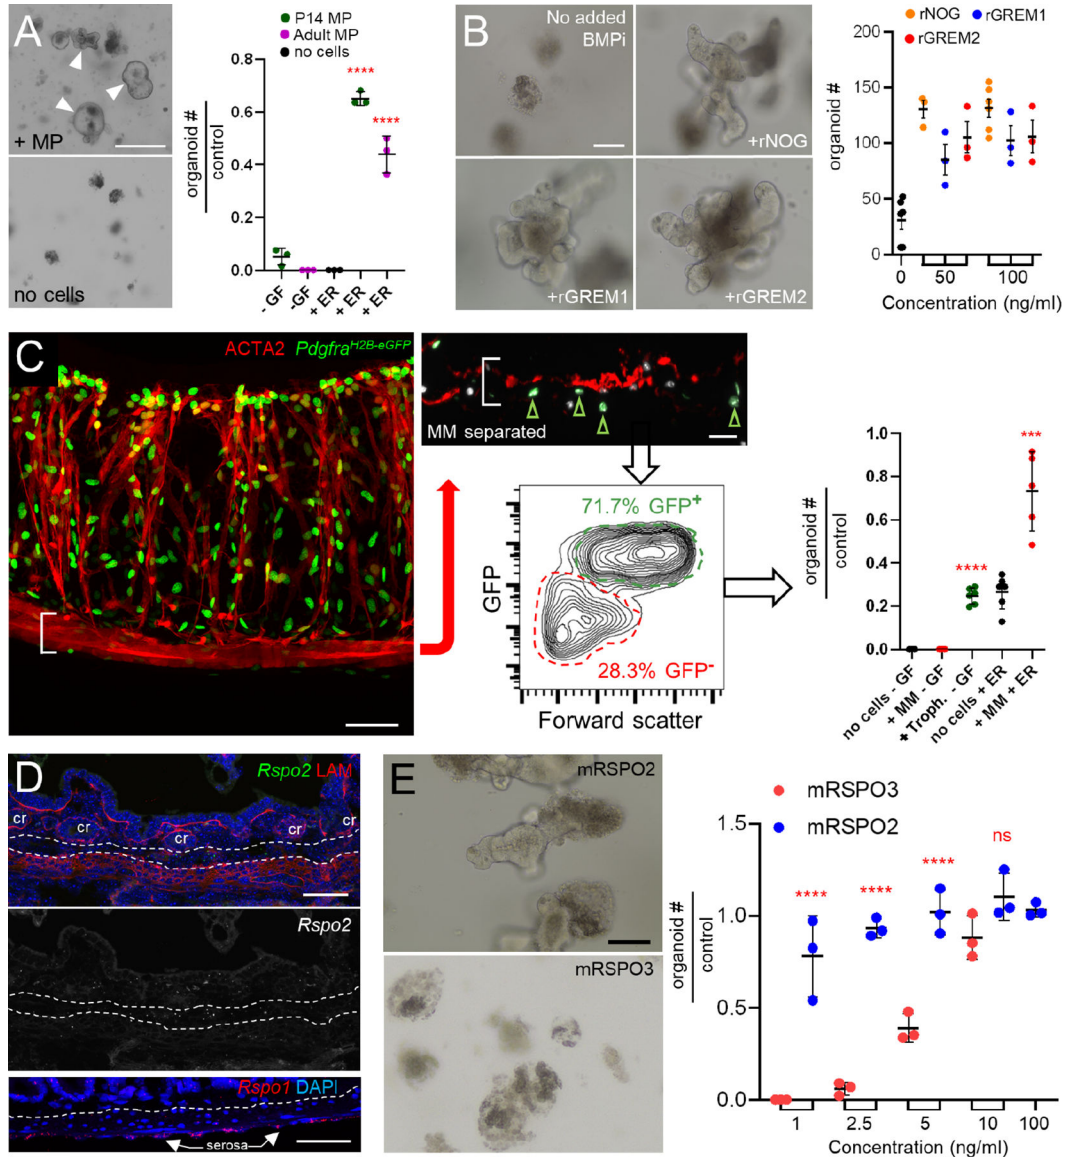 A
+ MP
no cells
P14 MP
Adult MP
no cells
****
****
organoid #
control
0.8
0.6
0.4
0.2
0.0
- GF
- GF
+ ER
+ ER
+ ER
B
No added
BMPi
+rNOG
+rGREM1
+rGREM2
rNOG
rGREM1
rGREM2
organoid #
200
150
100
50
0
0
50
100
Concentration (ng/ml)
C
ACTA2
Pdgfra^H2B-eGFP
MM separated
71.7% GFP+
28.3% GFP-
GFP
Forward scatter
organoid #
control
1.0
0.8
0.6
0.4
0.2
0.0
****
***
no cells - GF
+ MM - GF
+ Troph. - GF
no cells + ER
+ MM + ER
D
Rspo2 LAM
cr
cr
cr
cr
Rspo2
Rspo1 DAPI
serosa
E
mRSPO2
mRSPO3
mRSPO3
mRSPO2
organoid #
control
1.5
1.0
0.5
0.0
****
****
****
ns
1
2.5
5
10
100
Concentration (ng/ml)